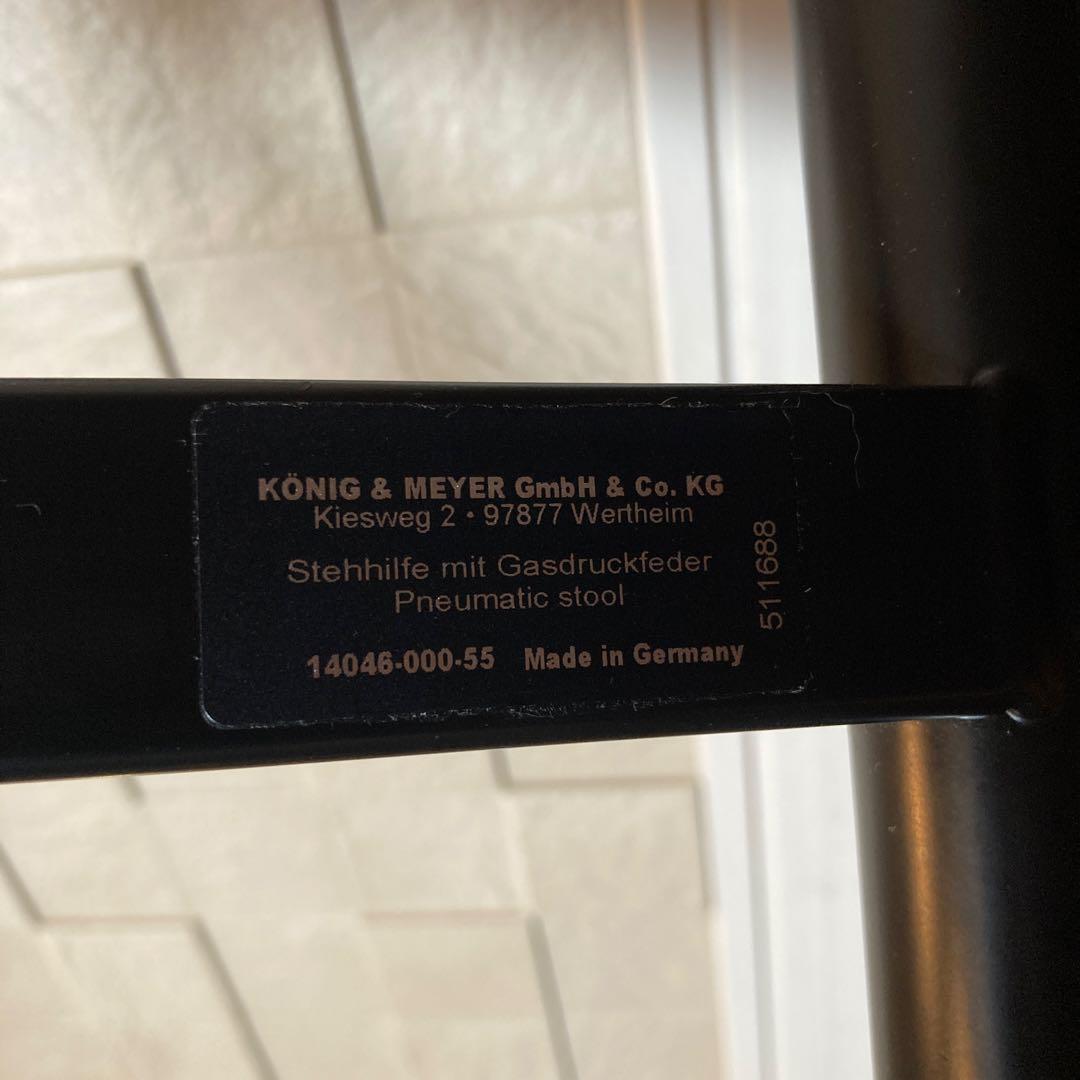 KÖNIG & MEYER GmbH & Co. KG
Kiesweg 2 • 97877 Wertheim
Stehhilfe mit Gasdruckfeder
Pneumatic stool
14046-000-55 Made in Germany
511688